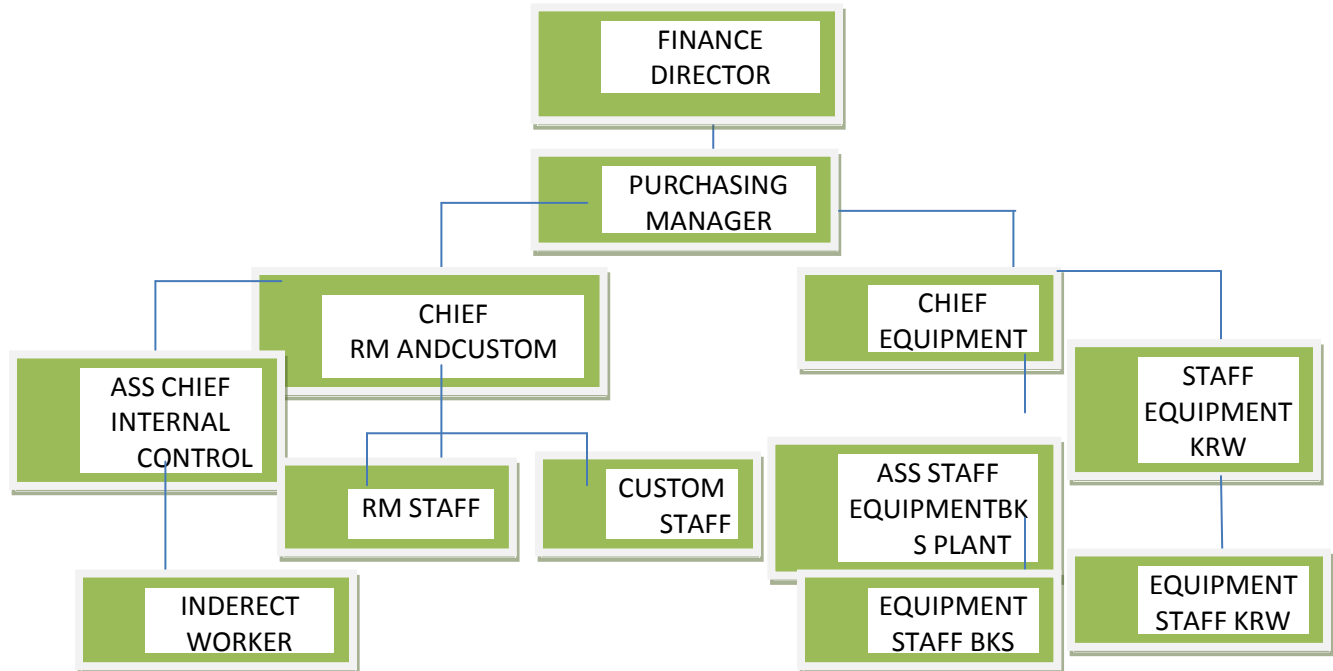 FINANCE
DIRECTOR
PURCHASING
MANAGER
CHIEF
RM ANDCUSTOM
CHIEF
EQUIPMENT
ASS CHIEF
INTERNAL
CONTROL
STAFF
EQUIPMENT
KRW
RM STAFF
CUSTOM
STAFF
ASS STAFF
EQUIPMENTBK
S PLANT
INDERECT
WORKER
EQUIPMENT
STAFF BKS
EQUIPMENT
STAFF KRW